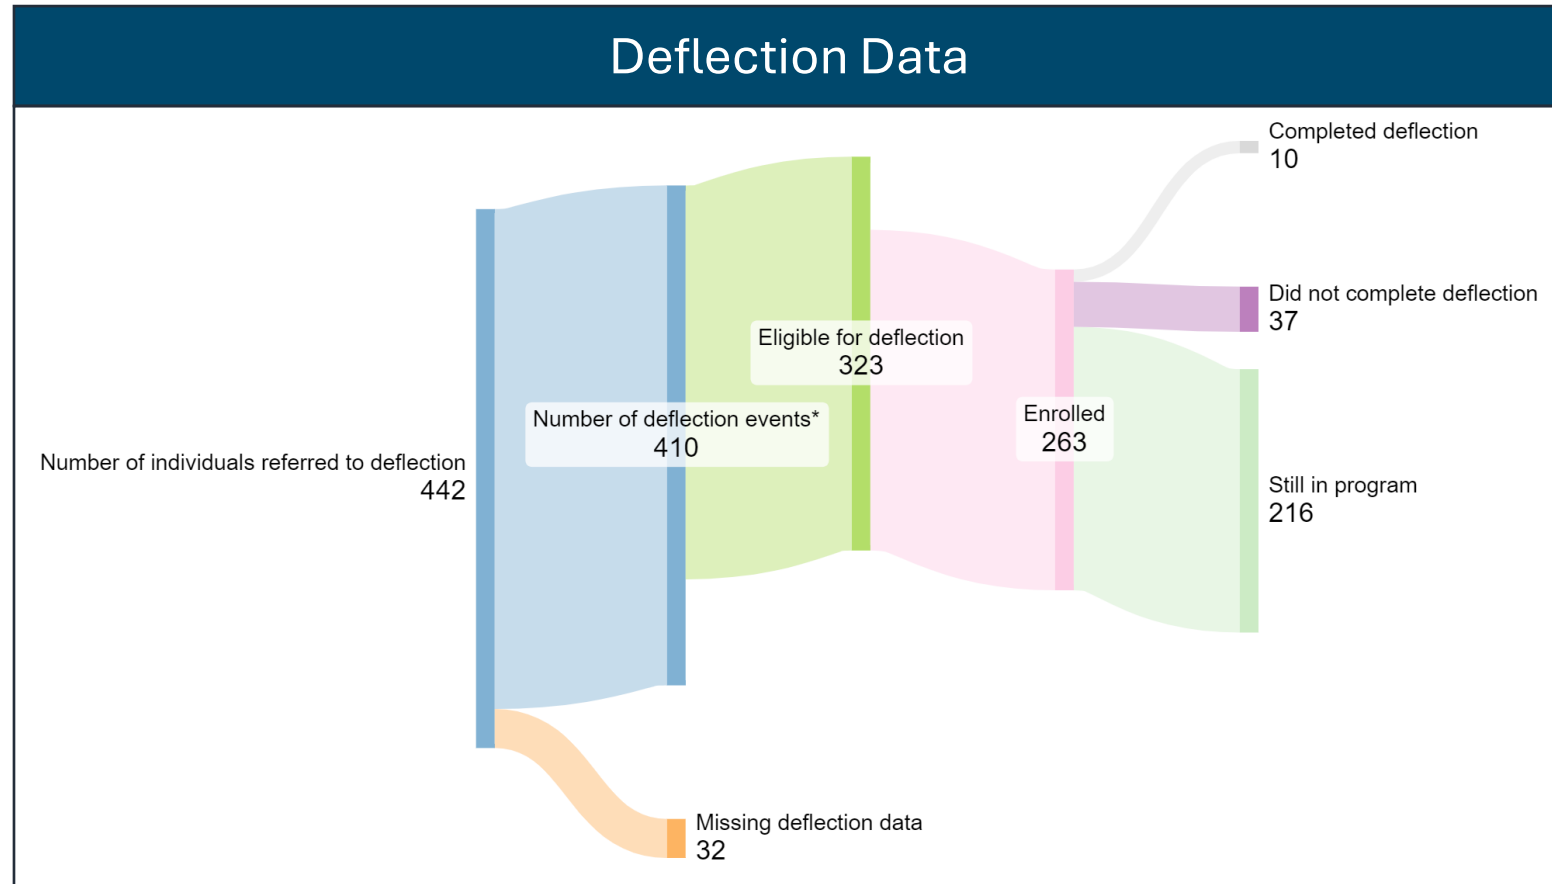 Deflection Data
Completed deflection
10
Did not complete deflection
37
Eligible for deflection
323
Number of deflection events*
410
Enrolled
263
Number of individuals referred to deflection
442
Still in program
216
Missing deflection data
32